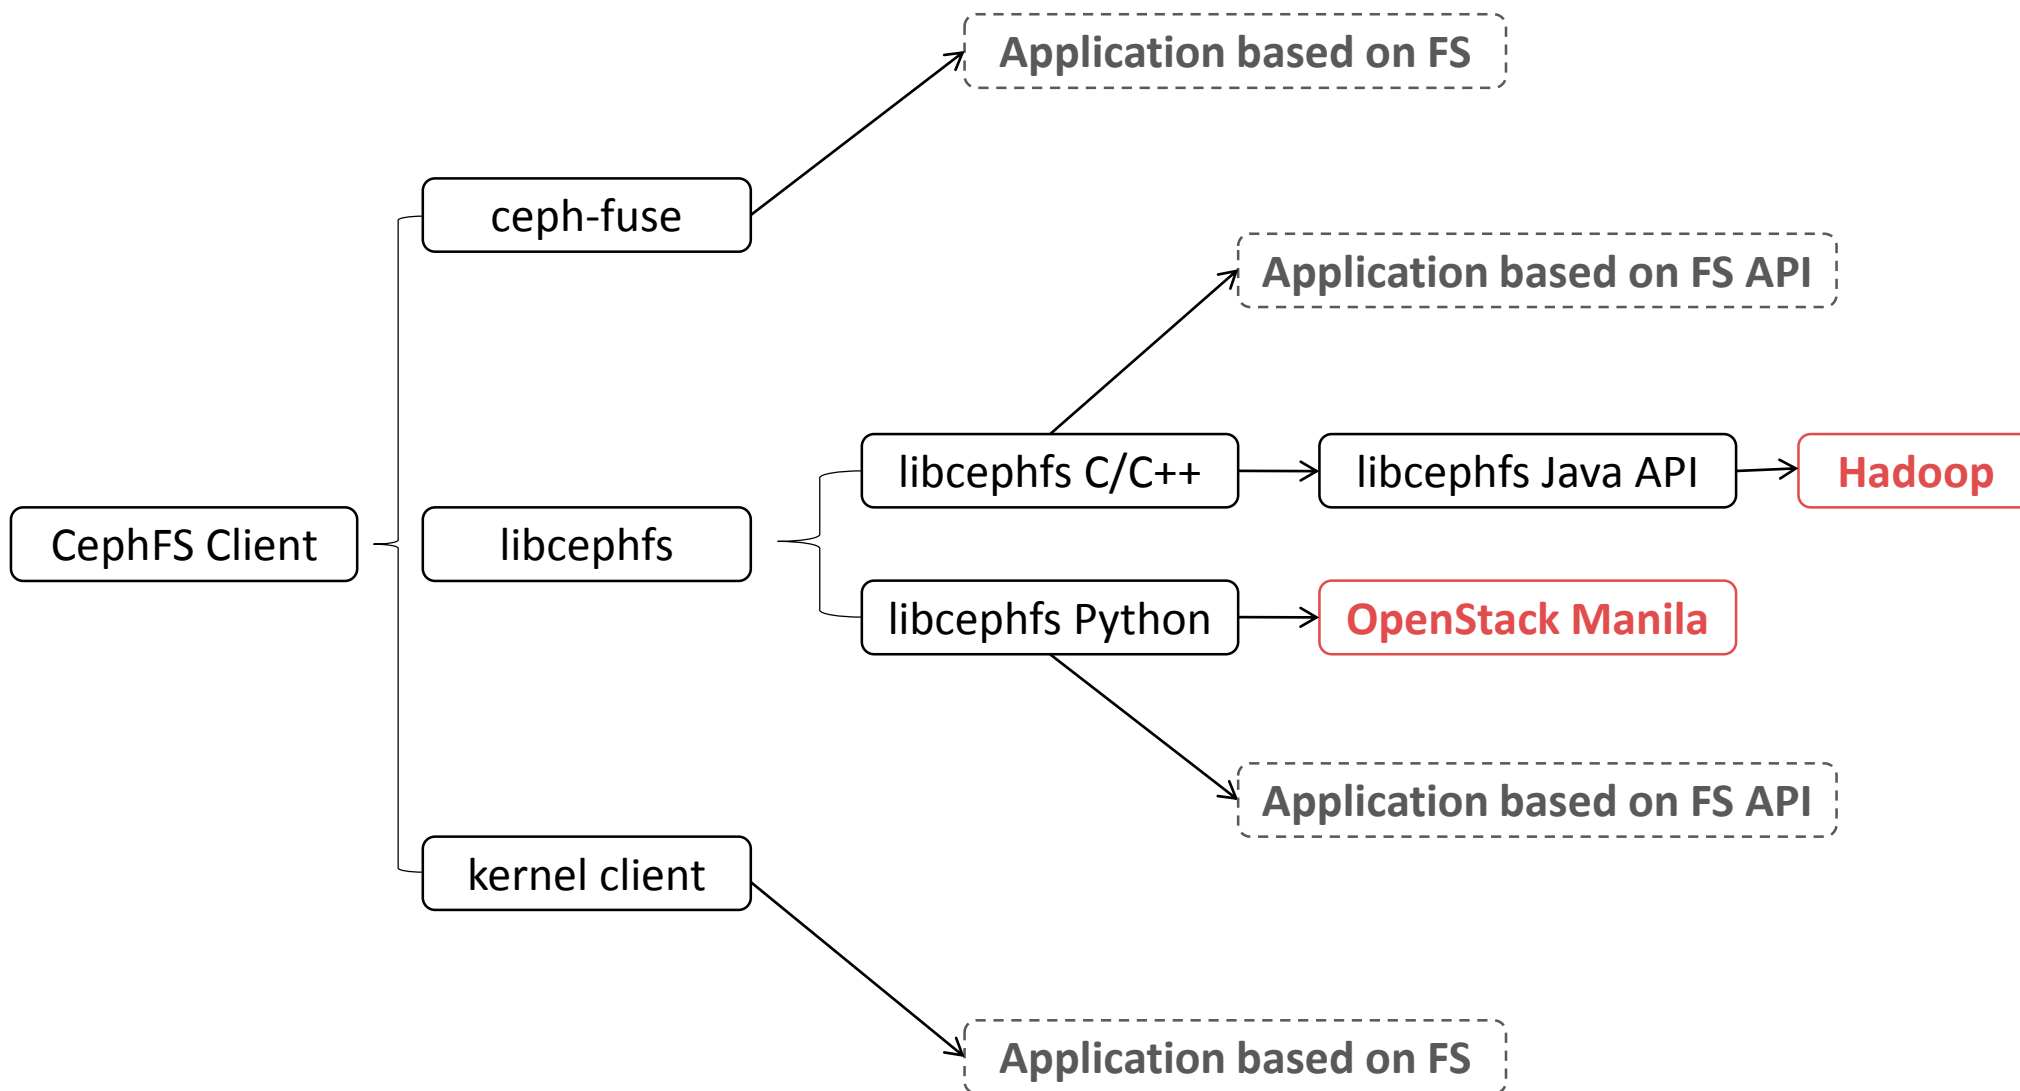 Application based on FS
ceph-fuse
Application based on FS API
libcephfs C/C++
libcephfs Java API
Hadoop
CephFS Client
libcephfs
libcephfs Python
OpenStack Manila
Application based on FS API
kernel client
Application based on FS